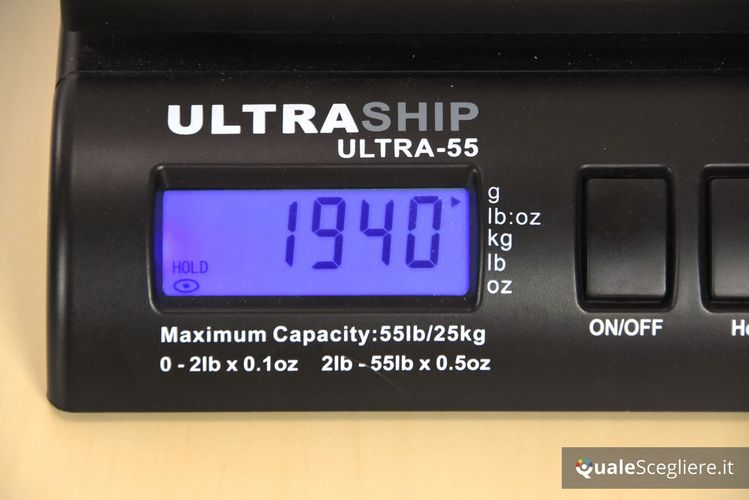 ULTRASHIP
ULTRA-55
1940
HOLD
g
lb:oz
kg
lb
oz
Maximum Capacity:55lb/25kg
0 - 2lb x 0.1oz 2lb - 55lb x 0.5oz
ON/OFF
QualeScegliere.it